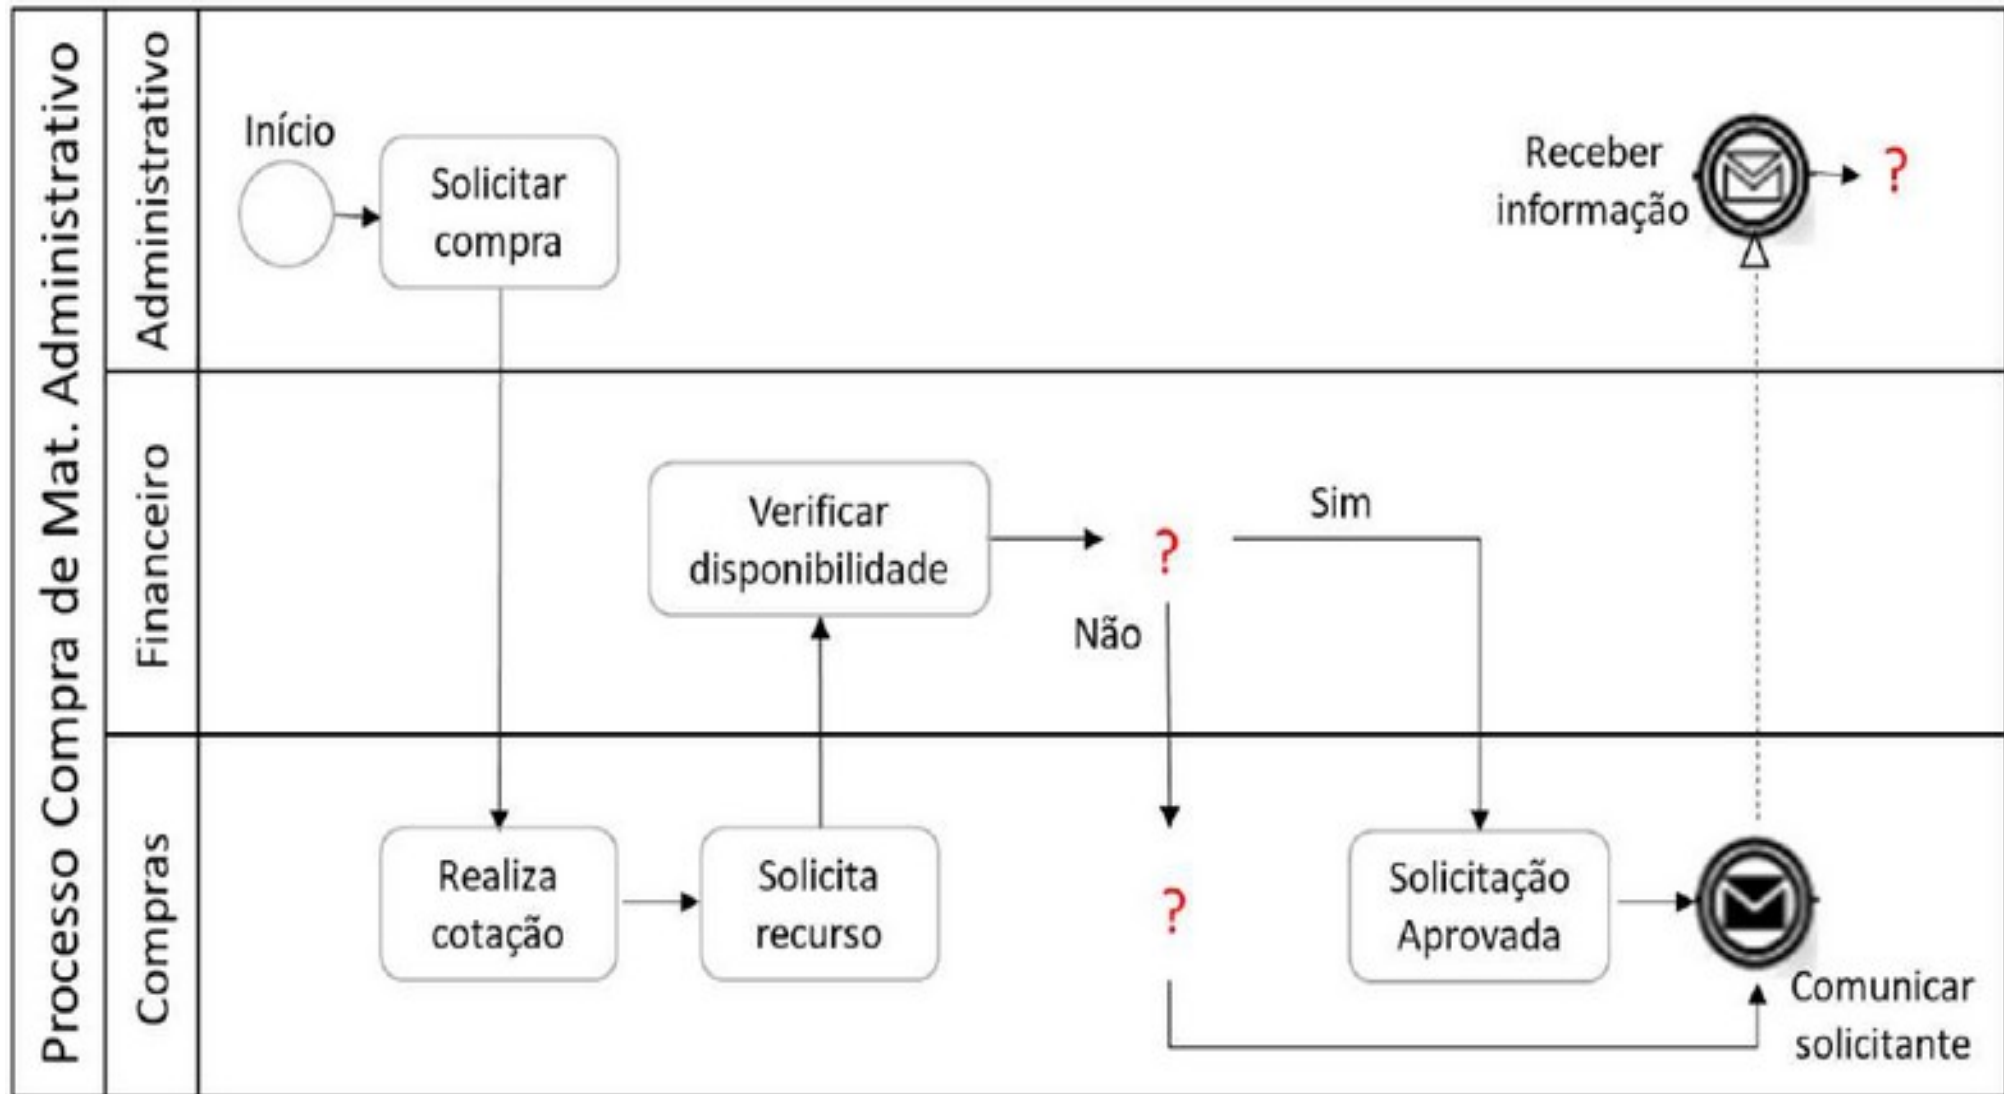 Processo Compra de Mat. Administrativo
Administrativo
Início
Solicitar
compra
Receber
informação
?
Financeiro
Verificar
disponibilidade
?
Sim
Não
Compras
Realiza
cotação
Solicita
recurso
?
Solicitação
Aprovada
Comunicar
solicitante